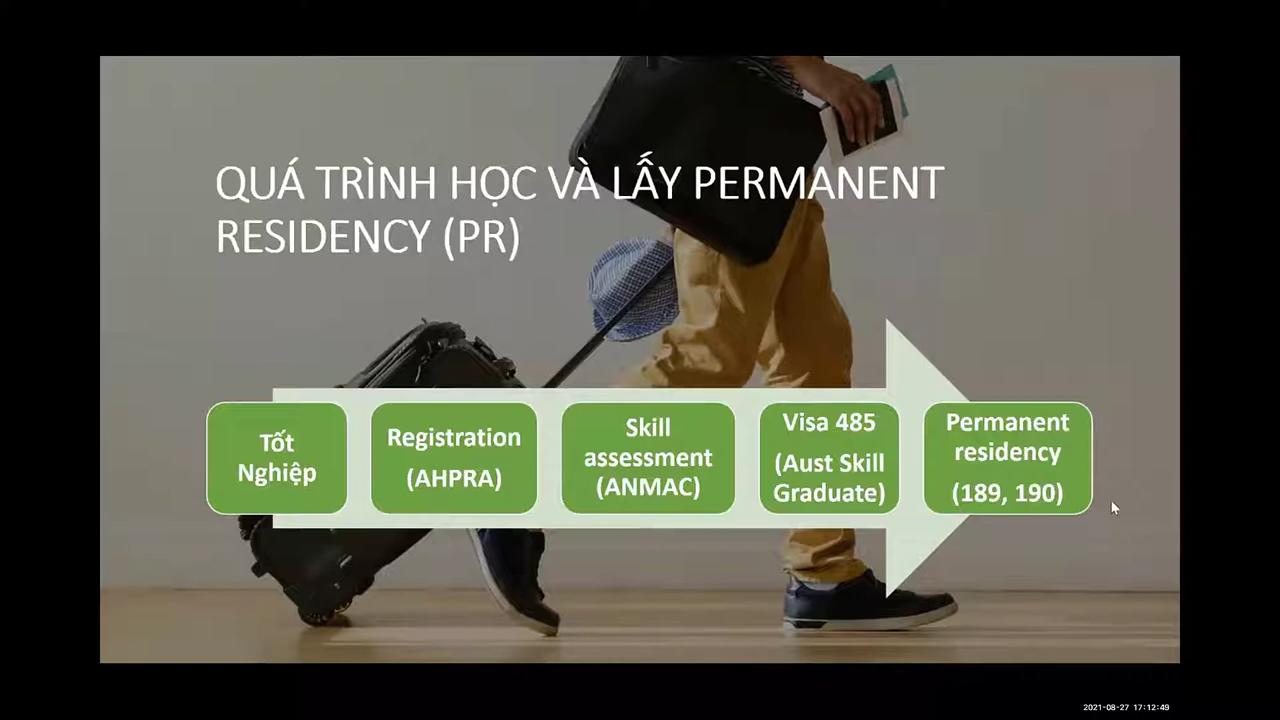 QUÁ TRÌNH HỌC VÀ LẤY PERMANENT
RESIDENCY (PR)
Tốt
Nghiệp
Registration
(AHPRA)
Skill
assessment
(ANMAC)
Visa 485
(Aust Skill
Graduate)
Permanent
residency
(189, 190)
2021-08-27 17:12:49